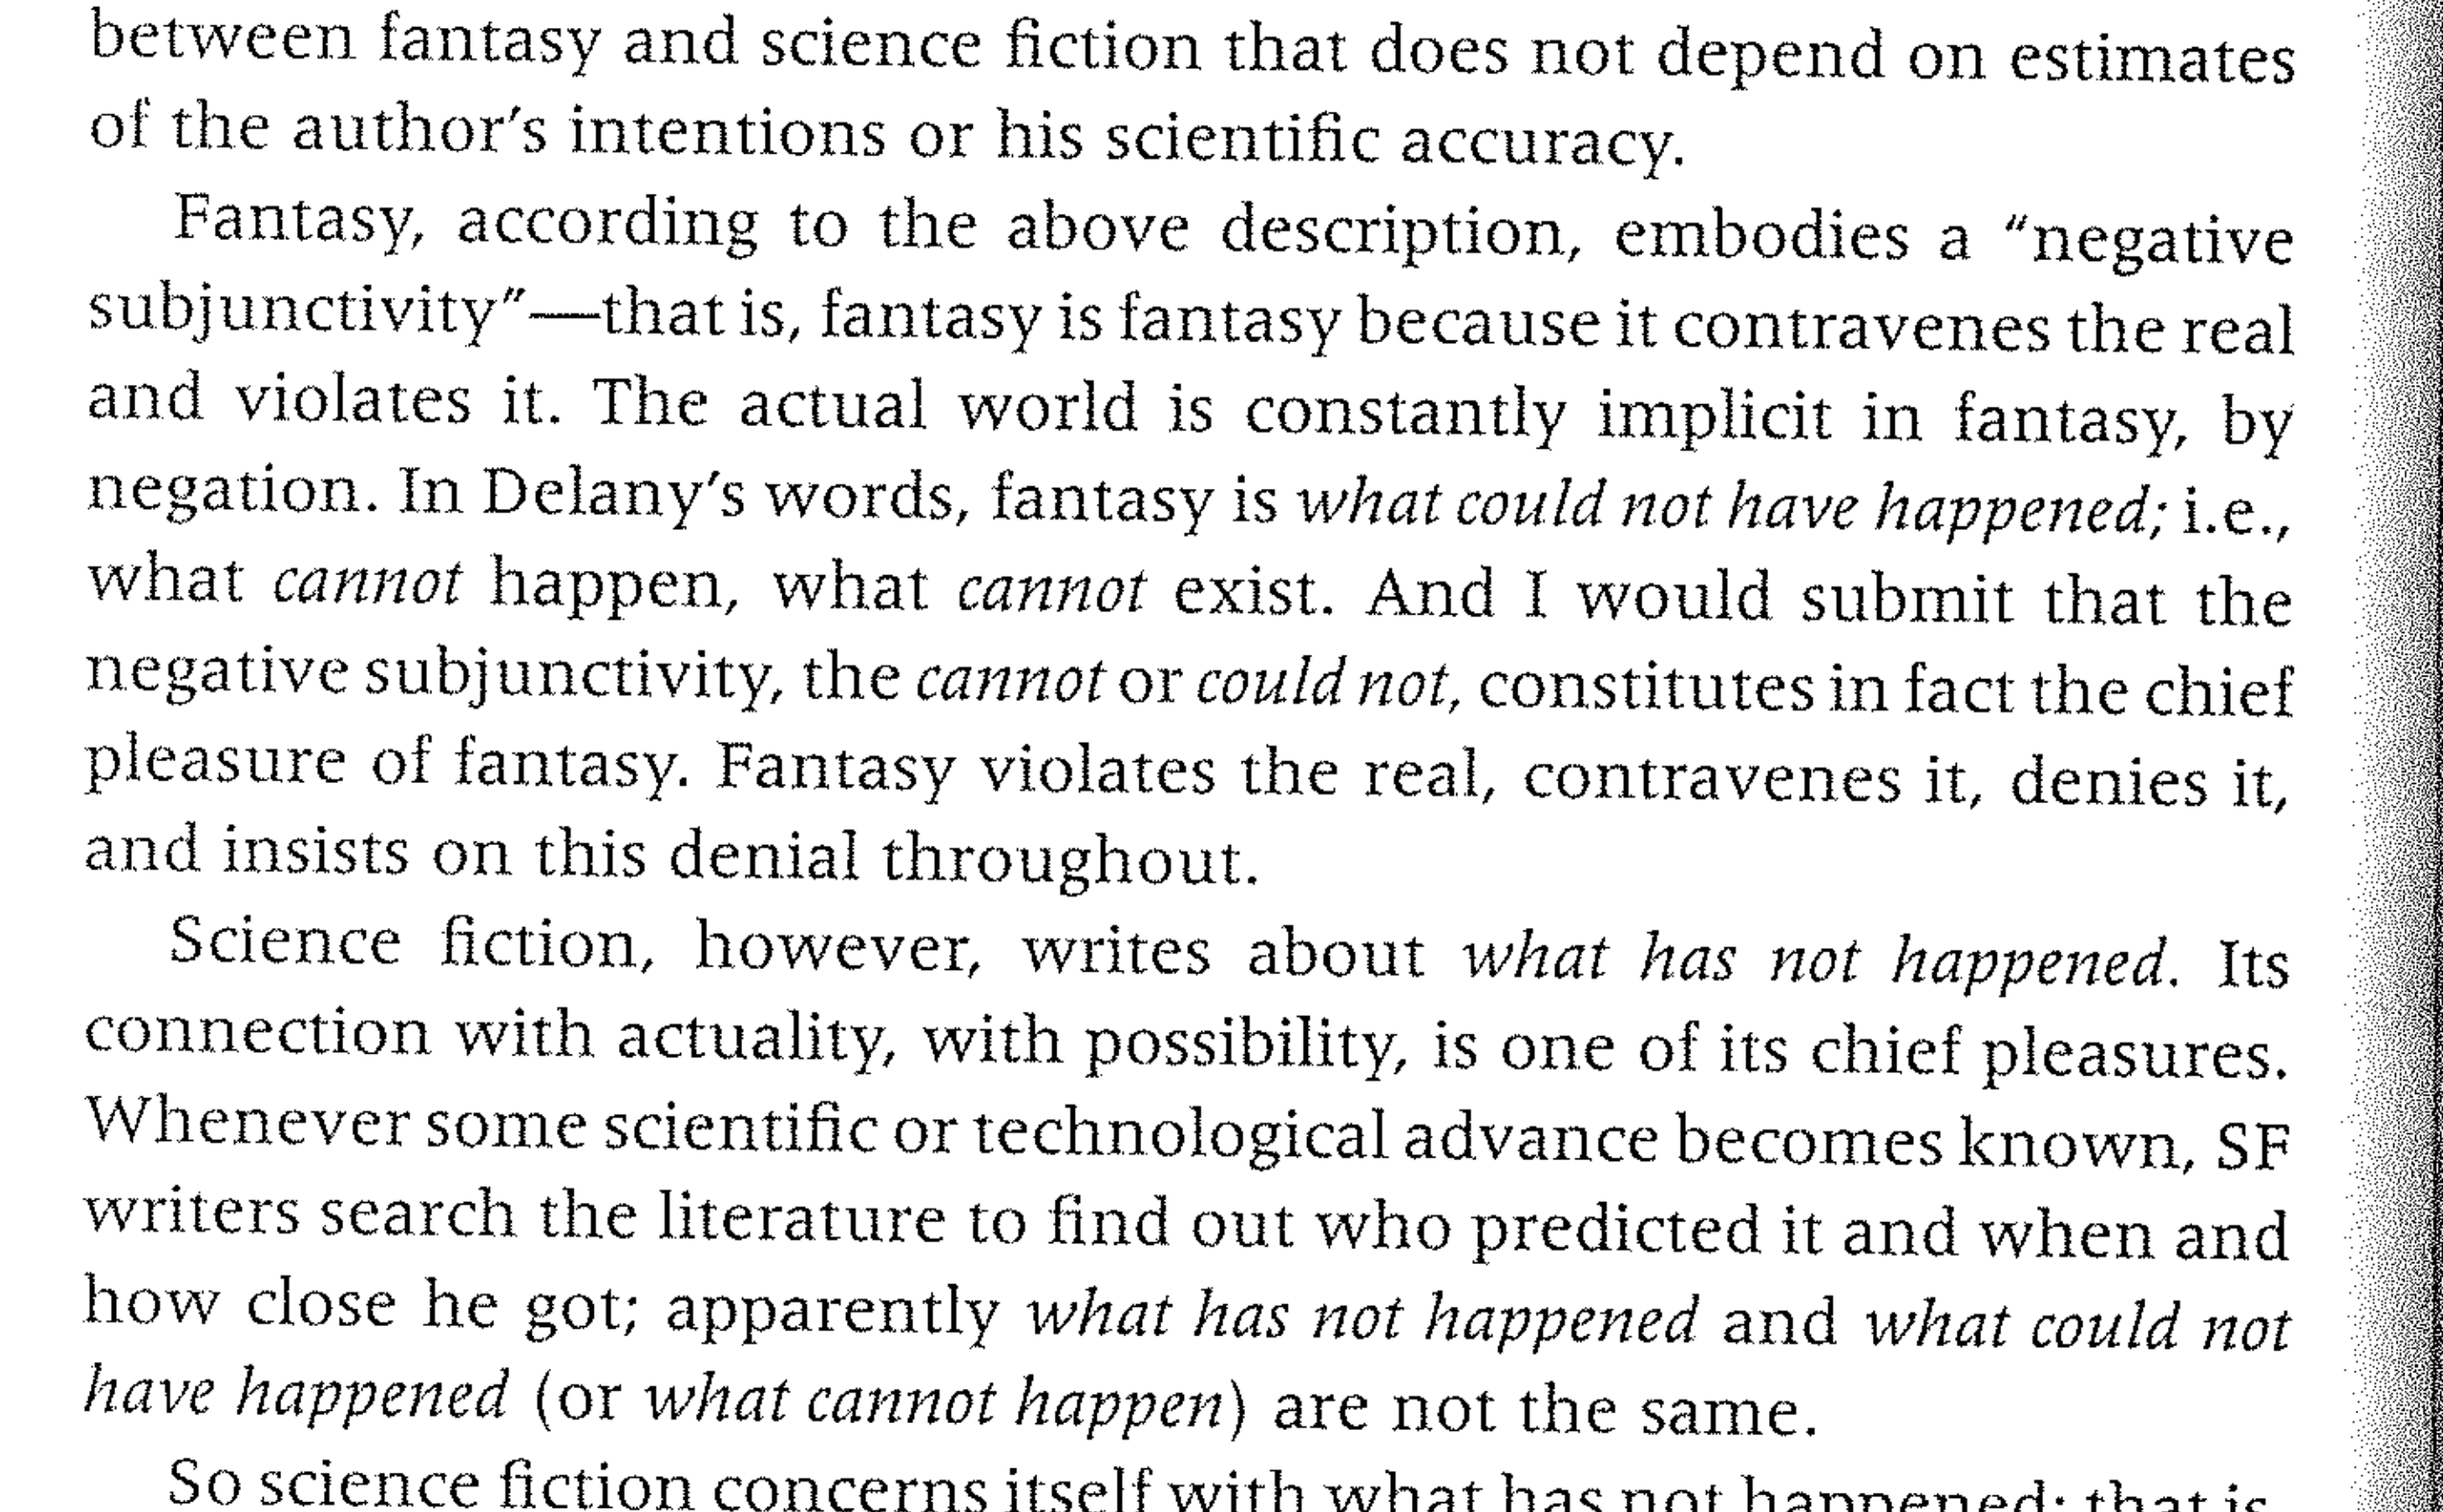 between fantasy and science fiction that does not depend on estimates
of the author's intentions or his scientific accuracy.
Fantasy, according to the above description, embodies a "negative
subjunctivity"—that is, fantasy is fantasy because it contravenes the real
and violates it. The actual world is constantly implicit in fantasy, by
negation. In Delany's words, fantasy is what could not have happened; i.e.,
what cannot happen, what cannot exist. And I would submit that the
negative subjunctivity, the cannot or could not, constitutes in fact the chief
pleasure of fantasy. Fantasy violates the real, contravenes it, denies it,
and insists on this denial throughout.
Science fiction, however, writes about what has not happened. Its
connection with actuality, with possibility, is one of its chief pleasures.
Whenever some scientific or technological advance becomes known, SF
writers search the literature to find out who predicted it and when and
how close he got; apparently what has not happened and what could not
have happened (or what cannot happen) are not the same.
So science fiction concerns itself with what has not happened; that is,